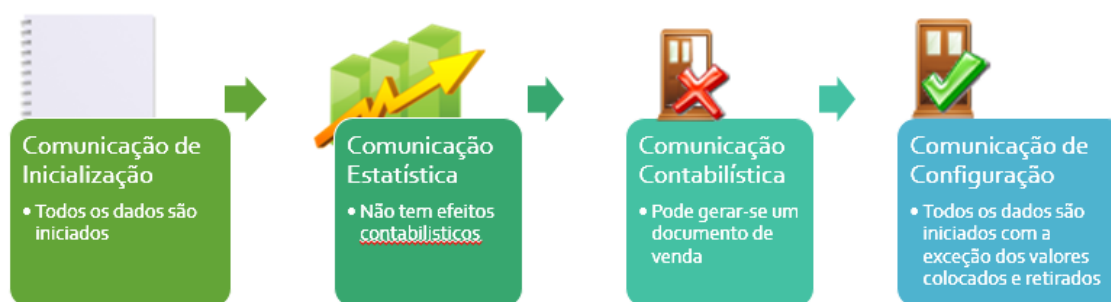 Comunicação de
Inicialização
• Todos os dados são
iniciados
Comunicação
Estatística
• Não tem efeitos
contabilisticos
Comunicação
Contabilística
• Pode gerar-se um
documento de
venda
Comunicação de
Configuração
• Todos os dados são
iniciados com a
exceção dos valores
colocados e retirados